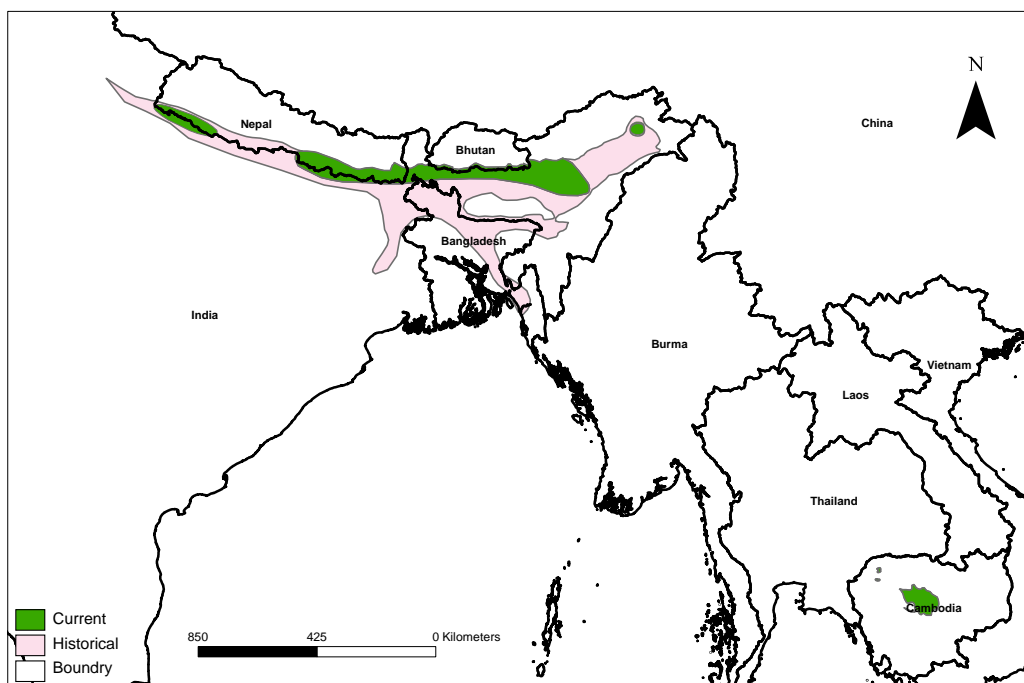 N
China
Nepal
Bhutan
Bangladesh
India
Burma
Vietnam
Laos
Thailand
Cambodia
Current
Historical
Boundry
850 425 0 Kilometers